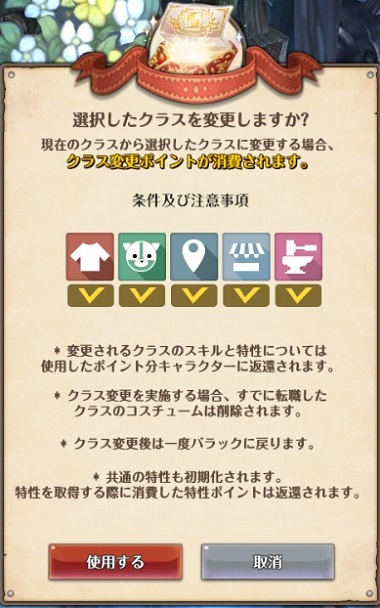 選択したクラスを変更しますか?
現在のクラスから選択したクラスに変更する場合、
クラス変更ポイントが消費されます。
条件及び注意事項
* 変更されるクラスのスキルと特性については
使用したポイント分キャラクターに返還されます。
* クラス変更を実施する場合、すでに転職した
クラスのコスチュームは削除されます。
* クラス変更後は一度バラックに戻ります。
* 共通の特性も初期化されます。
特性を取得する際に消費した特性ポイントは返還されます。
使用する
取消